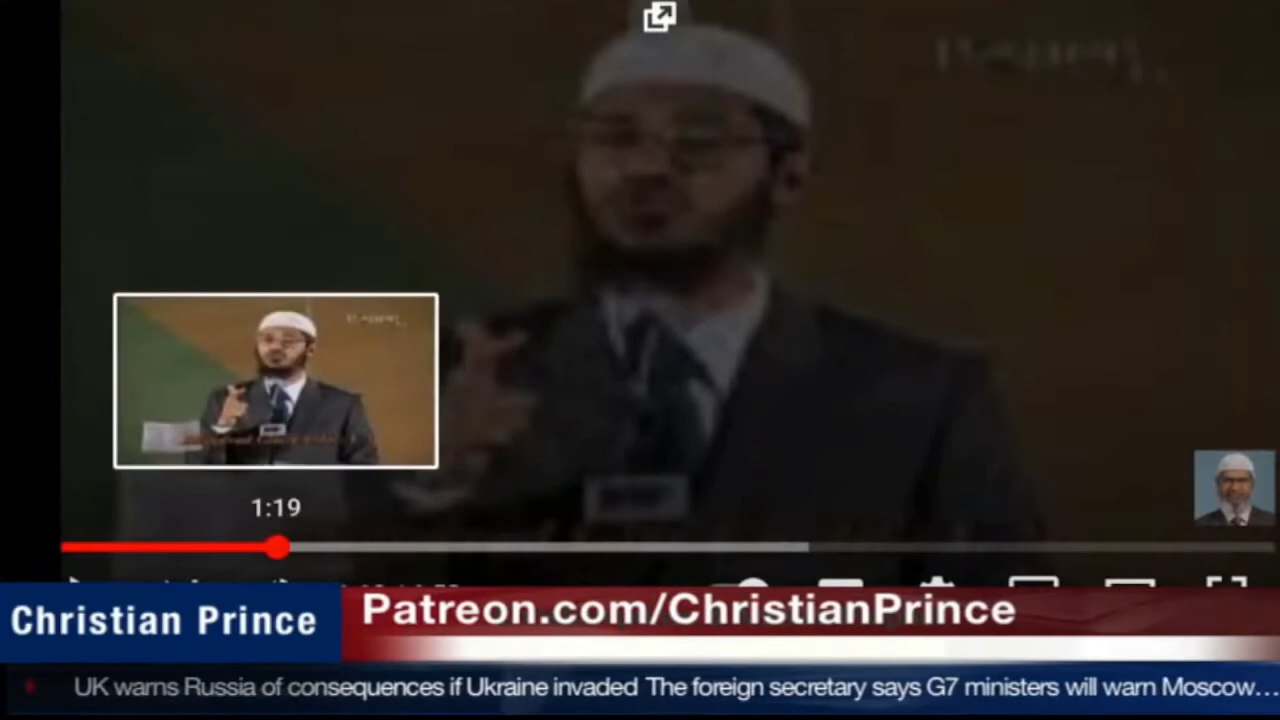 1:19
Christian Prince
Patreon.com/ChristianPrince
UK warns Russia of consequences if Ukraine invaded The foreign secretary says G7 ministers will warn Moscow...